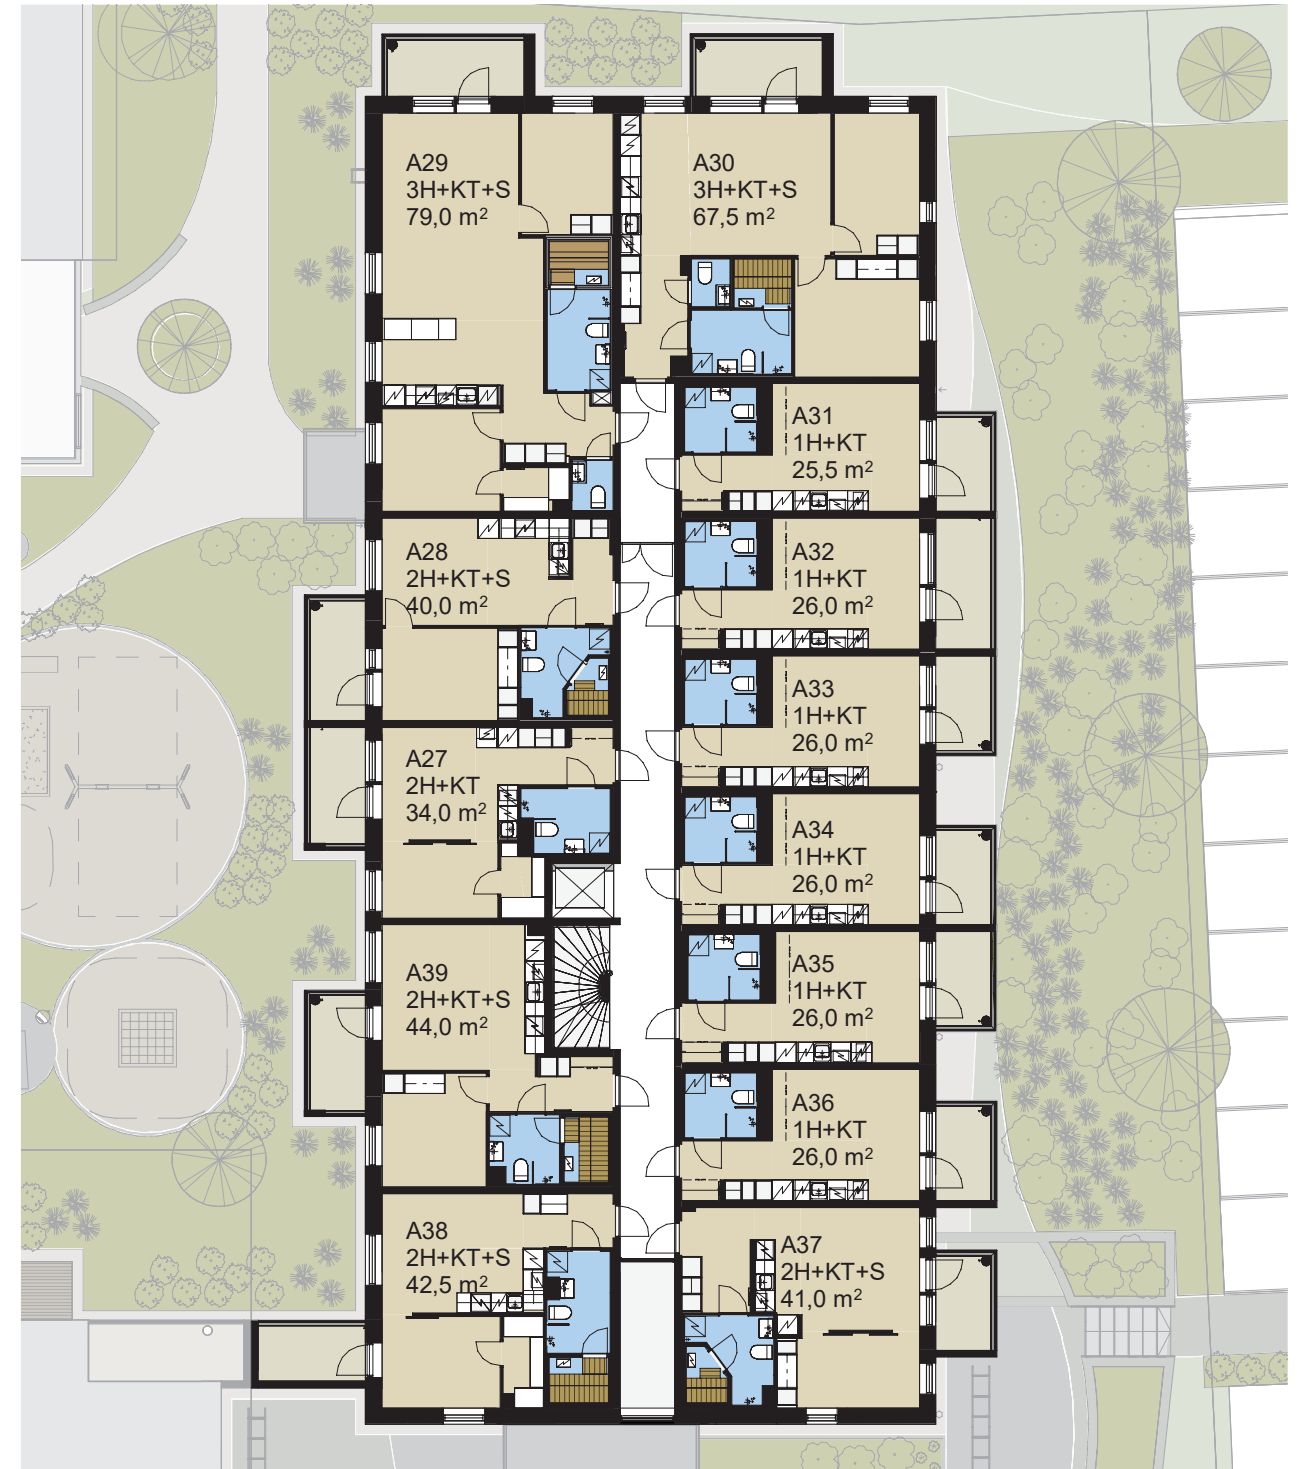 A29
3H+KT+S
79,0 m²
A30
3H+KT+S
67,5 m²
A31
1H+KT
25,5 m²
A28
2H+KT+S
40,0 m²
A32
1H+KT
26,0 m²
A33
1H+KT
26,0 m²
A27
2H+KT
34,0 m²
A34
1H+KT
26,0 m²
A39
2H+KT+S
44,0 m²
A35
1H+KT
26,0 m²
A36
1H+KT
26,0 m²
A38
2H+KT+S
42,5 m²
A37
2H+KT+S
41,0 m²